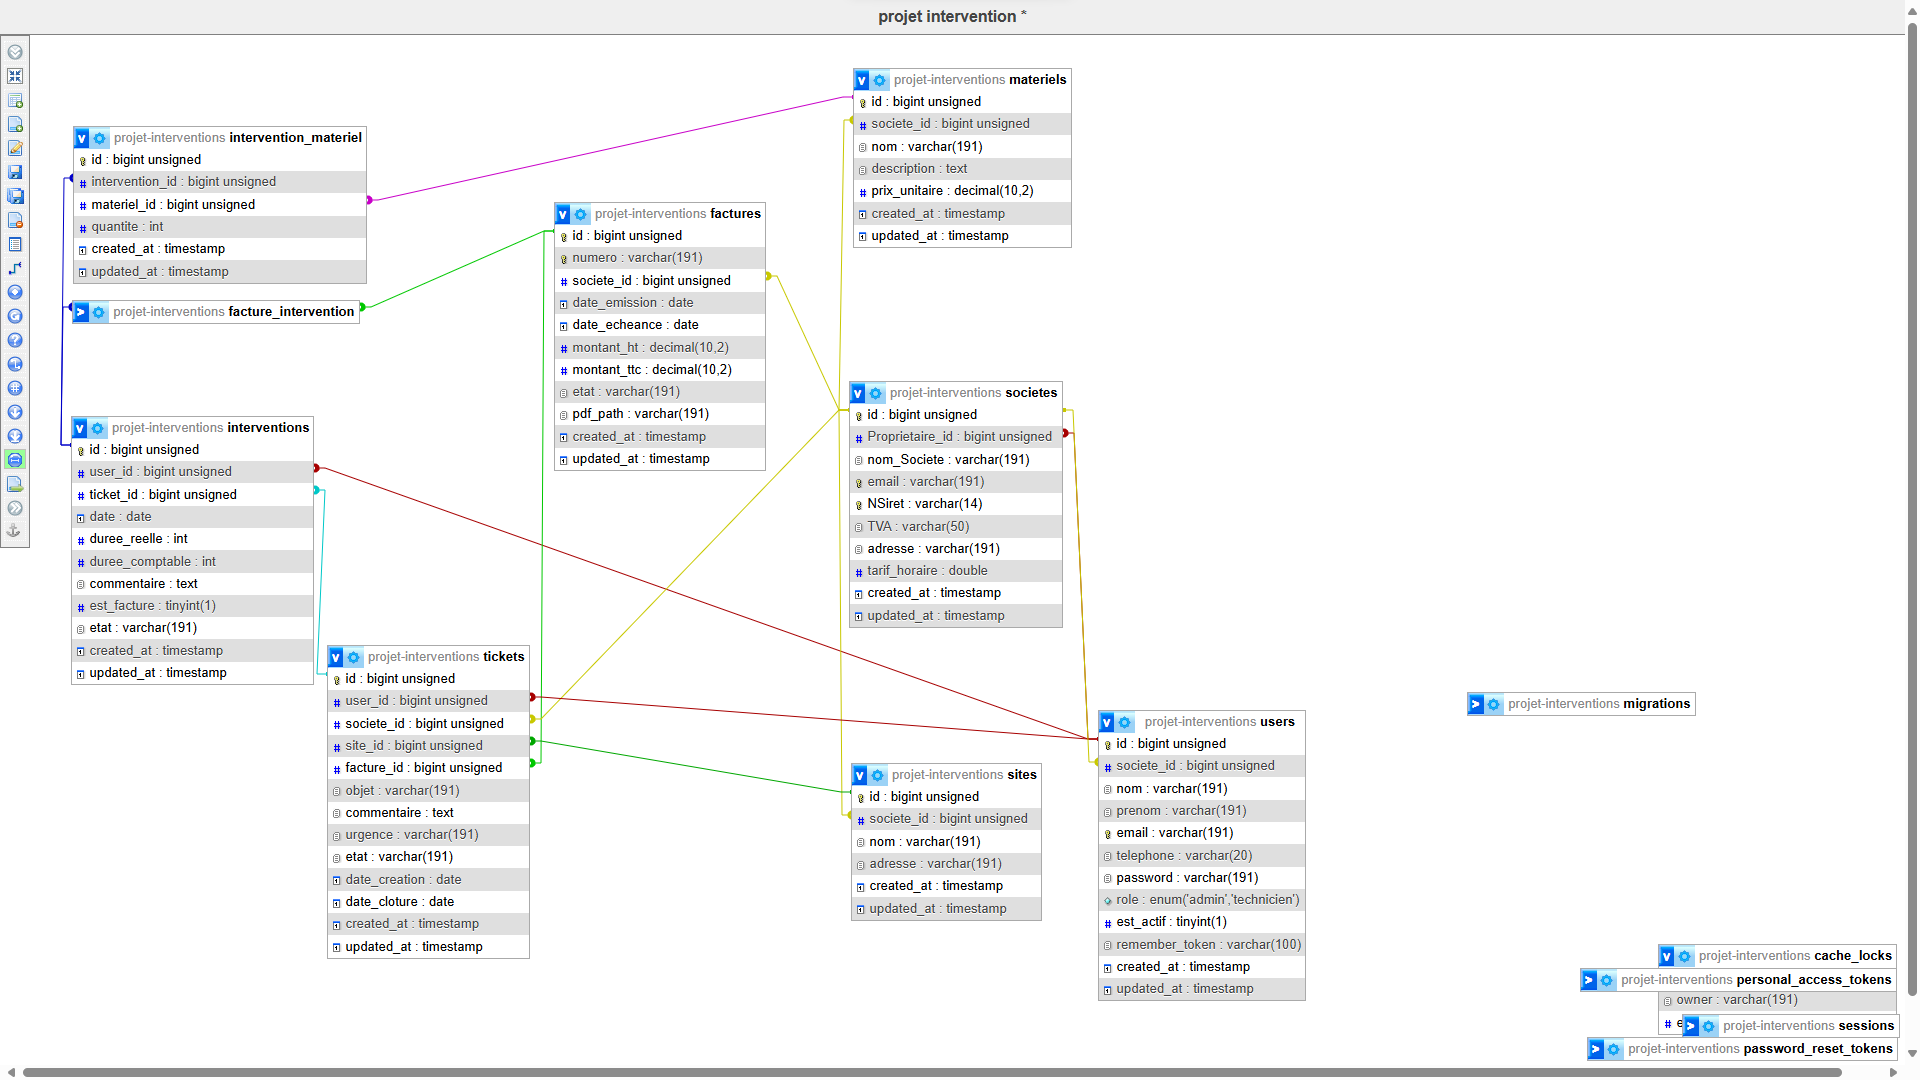 projet intervention *
projet-interventions materiels
id : bigint unsigned
societe_id : bigint unsigned
nom : varchar(191)
description : text
prix_unitaire : decimal(10,2)
created_at : timestamp
updated_at : timestamp
projet-interventions intervention_materiel
id : bigint unsigned
intervention_id : bigint unsigned
materiel_id : bigint unsigned
quantite : int
created_at : timestamp
updated_at : timestamp
projet-interventions facture_intervention
projet-interventions factures
id : bigint unsigned
numero : varchar(191)
societe_id : bigint unsigned
date_emission : date
date_echeance : date
montant_ht : decimal(10,2)
montant_ttc : decimal(10,2)
etat : varchar(191)
pdf_path : varchar(191)
created_at : timestamp
updated_at : timestamp
projet-interventions societes
id : bigint unsigned
Proprietaire_id : bigint unsigned
nom_Societe : varchar(191)
email : varchar(191)
NSiret : varchar(14)
TVA : varchar(50)
adresse : varchar(191)
tarif_horaire : double
created_at : timestamp
updated_at : timestamp
projet-interventions interventions
id : bigint unsigned
user_id : bigint unsigned
ticket_id : bigint unsigned
date : date
duree_reelle : int
duree_comptable : int
commentaire : text
est_facture : tinyint(1)
etat : varchar(191)
created_at : timestamp
updated_at : timestamp
projet-interventions tickets
id : bigint unsigned
user_id : bigint unsigned
societe_id : bigint unsigned
site_id : bigint unsigned
facture_id : bigint unsigned
objet : varchar(191)
commentaire : text
urgence : varchar(191)
etat : varchar(191)
date_creation : date
date_cloture : date
created_at : timestamp
updated_at : timestamp
projet-interventions sites
id : bigint unsigned
societe_id : bigint unsigned
nom : varchar(191)
adresse : varchar(191)
created_at : timestamp
updated_at : timestamp
projet-interventions users
id : bigint unsigned
societe_id : bigint unsigned
nom : varchar(191)
prenom : varchar(191)
email : varchar(191)
telephone : varchar(20)
password : varchar(191)
role : enum('admin','technicien')
est_actif : tinyint(1)
remember_token : varchar(100)
created_at : timestamp
updated_at : timestamp
projet-interventions migrations
projet-interventions cache_locks
projet-interventions personal_access_tokens
owner : varchar(191)
projet-interventions sessions
projet-interventions password_reset_tokens